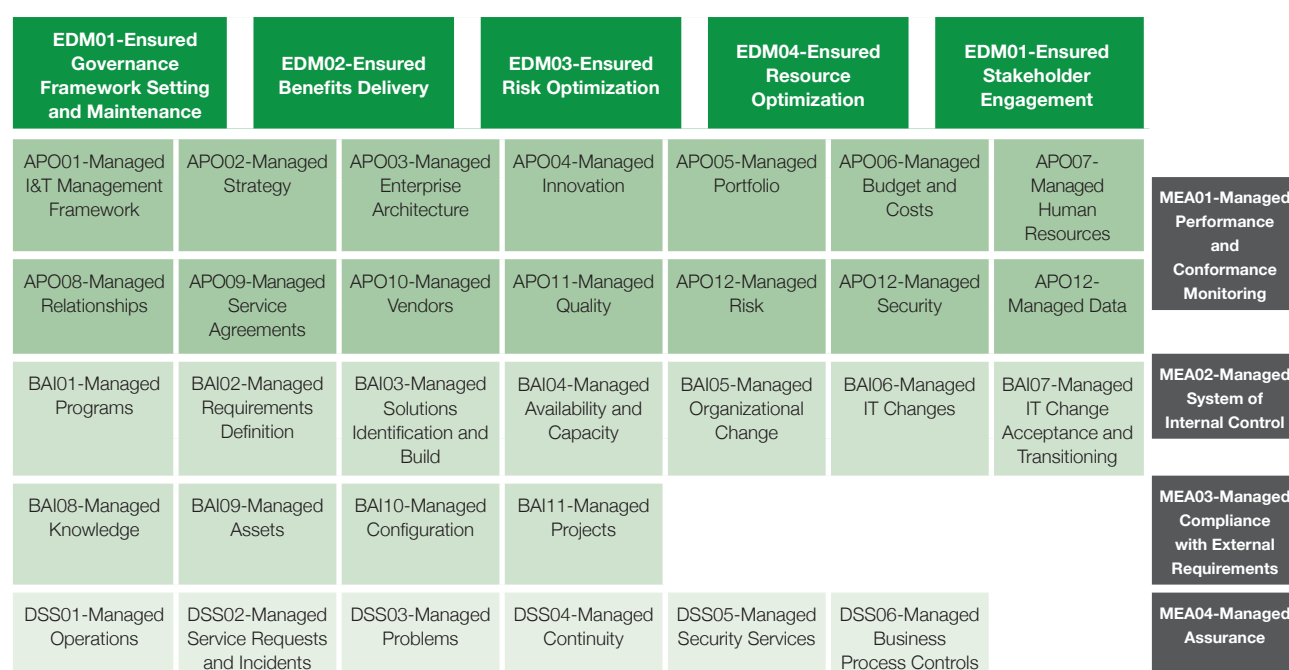 EDM01-Ensured
Governance
Framework Setting
and Maintenance
EDM02-Ensured
Benefits Delivery
EDM03-Ensured
Risk Optimization
EDM04-Ensured
Resource
Optimization
EDM01-Ensured
Stakeholder
Engagement
APO01-Managed
I&T Management
Framework
APO02-Managed
Strategy
APO03-Managed
Enterprise
Architecture
APO04-Managed
Innovation
APO05-Managed
Portfolio
APO06-Managed
Budget and
Costs
APO07-
Managed
Human
Resources
APO08-Managed
Relationships
APO09-Managed
Service
Agreements
APO10-Managed
Vendors
APO11-Managed
Quality
APO12-Managed
Risk
APO12-Managed
Security
APO12-
Managed Data
BAI01-Managed
Programs
BAI02-Managed
Requirements
Definition
BAI03-Managed
Solutions
Identification and
Build
BAI04-Managed
Availability and
Capacity
BAI05-Managed
Organizational
Change
BAI06-Managed
IT Changes
BAI07-Managed
IT Change
Acceptance and
Transitioning
BAI08-Managed
Knowledge
BAI09-Managed
Assets
BAI10-Managed
Configuration
BAI11-Managed
Projects
DSS01-Managed
Operations
DSS02-Managed
Service Requests
and Incidents
DSS03-Managed
Problems
DSS04-Managed
Continuity
DSS05-Managed
Security Services
DSS06-Managed
Business
Process Controls
MEA01-Managed
Performance
and
Conformance
Monitoring
MEA02-Managed
System of
Internal Control
MEA03-Managed
Compliance
with External
Requirements
MEA04-Managed
Assurance